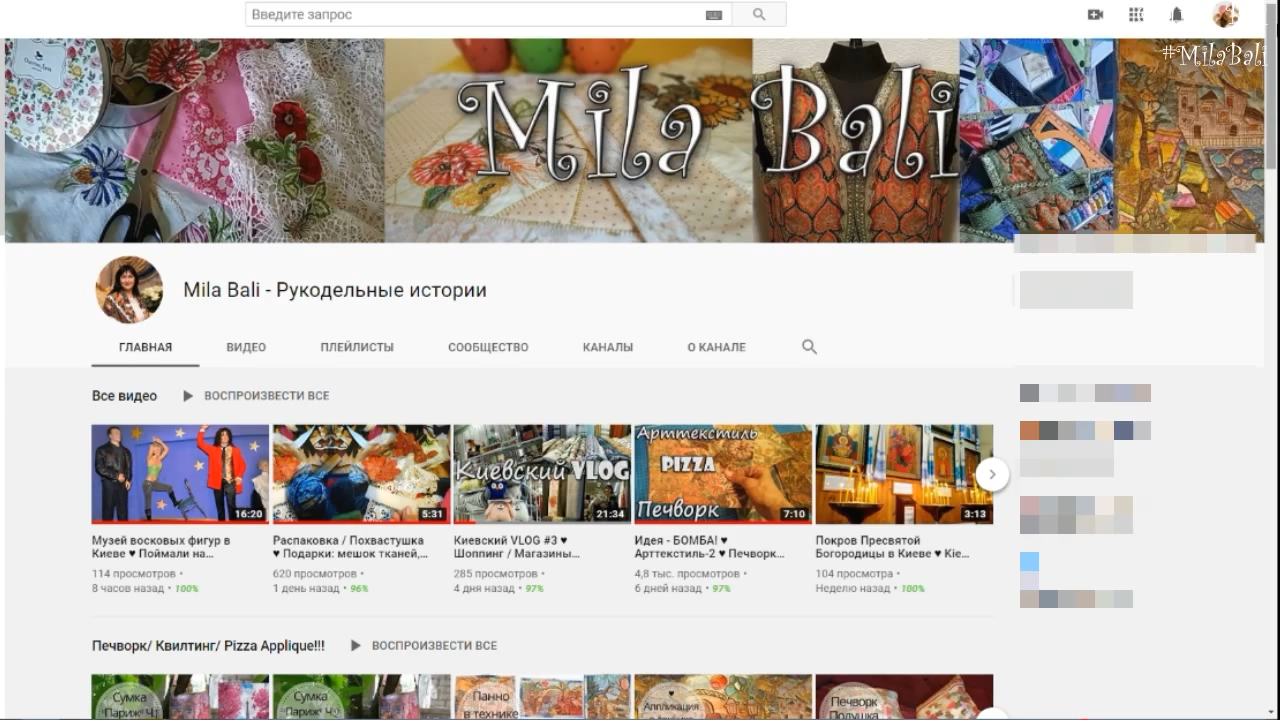 Введите запрос
#MilaBali
Mila Bali
Mila Bali - Рукодельные истории
ГЛАВНАЯ ВИДЕО ПЛЕЙЛИСТЫ СООБЩЕСТВО КАНАЛЫ О КАНАЛЕ
Все видео ВОСПРОИЗВЕСТИ ВСЕ
Киевский VLOG
Арттекстиль
PIZZA
Печворк
16:20 5:31 21:34 7:10 3:13
Музей восковых фигур в Киеве ♥ Поймали на...
Распаковка / Похвастушка ♥ Подарки: мешок тканей,...
Киевский VLOG #3 ♥ Шоппинг / Магазины...
Идея - БОМБА! ♥ Арттекстиль-2 ♥ Печворк...
Покров Пресвятой Богородицы в Киеве ♥ Kie...
114 просмотров • 620 просмотров • 285 просмотров • 4,8 тыс. просмотров • 104 просмотра •
8 часов назад • 100% 1 день назад • 96% 4 дня назад • 97% 6 дней назад • 97% Неделю назад • 100%
Печворк/ Квилтинг/ Pizza Applique!!! ВОСПРОИЗВЕСТИ ВСЕ
Сумка Сумка Панно Аппликация Печворк
Париж Ч1 Париж в технике Подушка